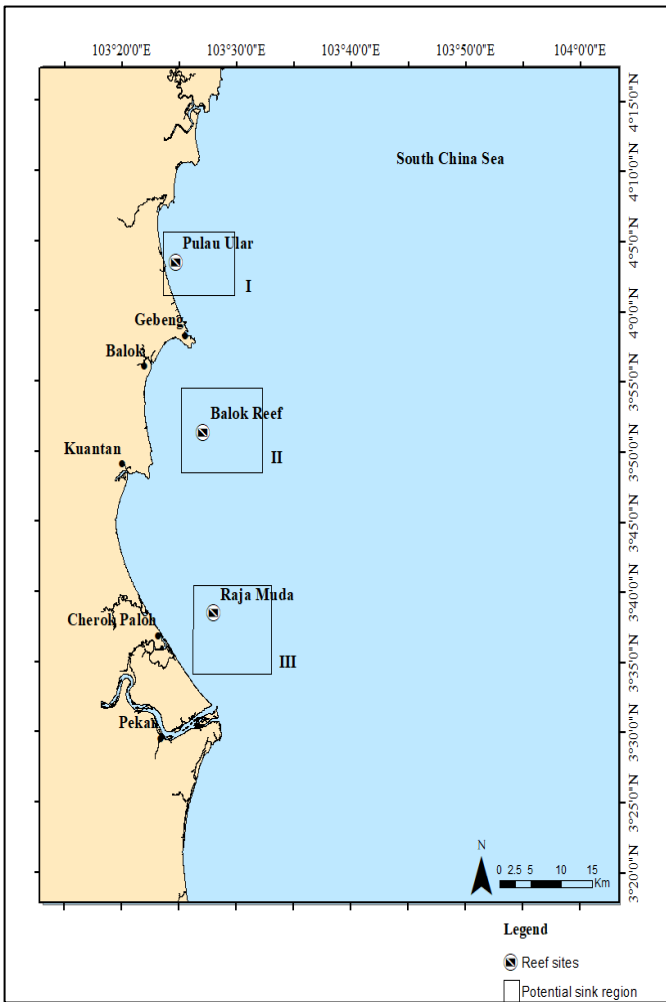 103°20'0"E 103°30'0"E 103°40'0"E 103°50'0"E 104°0'0"E
4°15'0"N
South China Sea
4°10'0"N
Pulau Ular
4°5'0"N
I
Gebeng
4°0'0"N
Balok
3°55'0"N
Balok Reef
Kuantan
II
3°50'0"N
3°45'0"N
Raja Muda
3°40'0"N
Cherok Paloh
III
3°35'0"N
Pekan
3°30'0"N
3°25'0"N
N
0 2.5 5 10 15
Km
3°20'0"N
Legend
Reef sites
Potential sink region